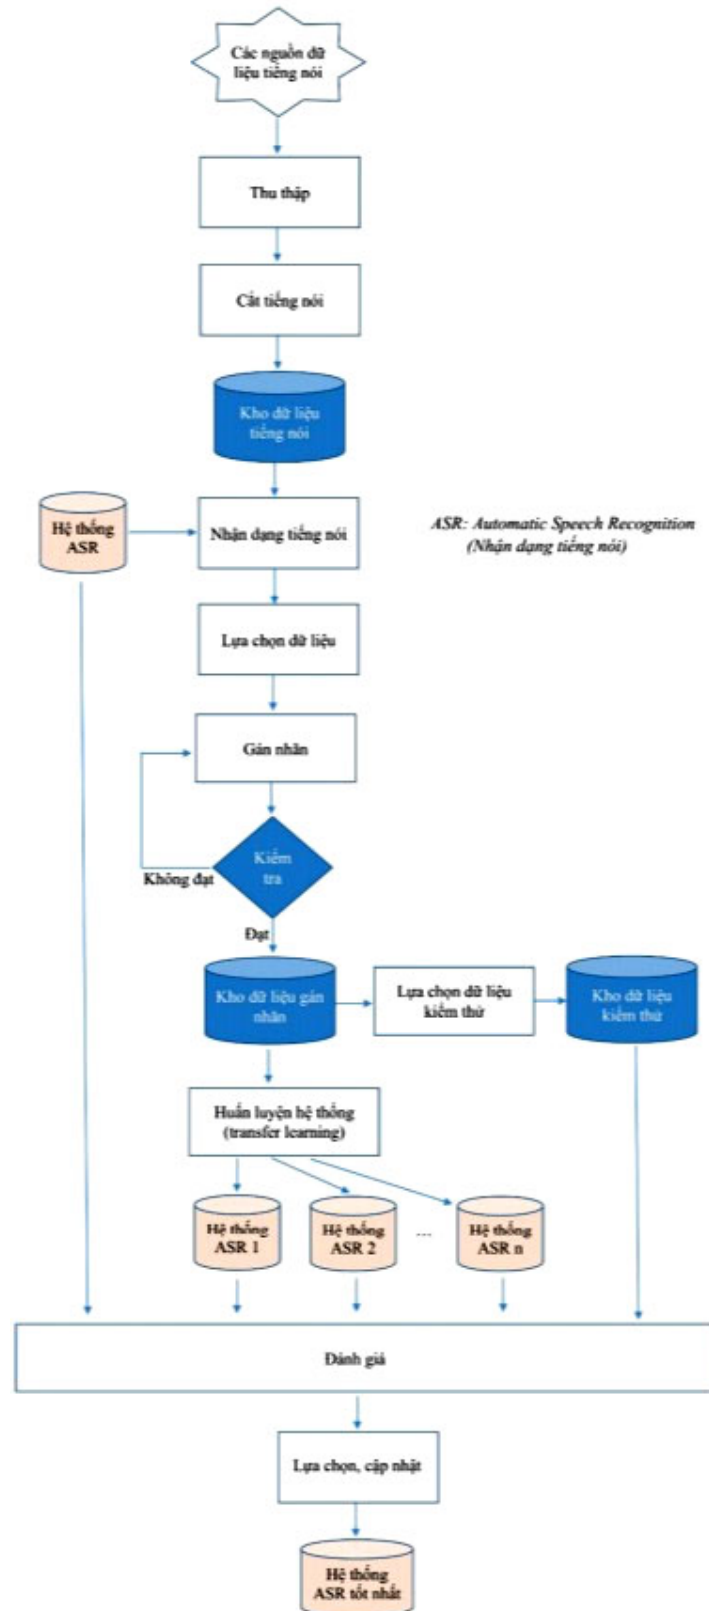 Các nguồn dữ
liệu tiếng nói
Thu thập
Cắt tiếng nói
Kho dữ liệu
tiếng nói
Hệ thống
ASR
Nhận dạng tiếng nói
ASR: Automatic Speech Recognition
(Nhận dạng tiếng nói)
Lựa chọn dữ liệu
Gán nhãn
Kiểm
tra
Không đạt
Đạt
Kho dữ liệu gán
nhãn
Lựa chọn dữ liệu
kiểm thử
Kho dữ liệu
kiểm thử
Huấn luyện hệ thống
(transfer learning)
Hệ thống
ASR 1
Hệ thống
ASR 2
...
Hệ thống
ASR n
Đánh giá
Lựa chọn, cập nhật
Hệ thống
ASR tốt nhất